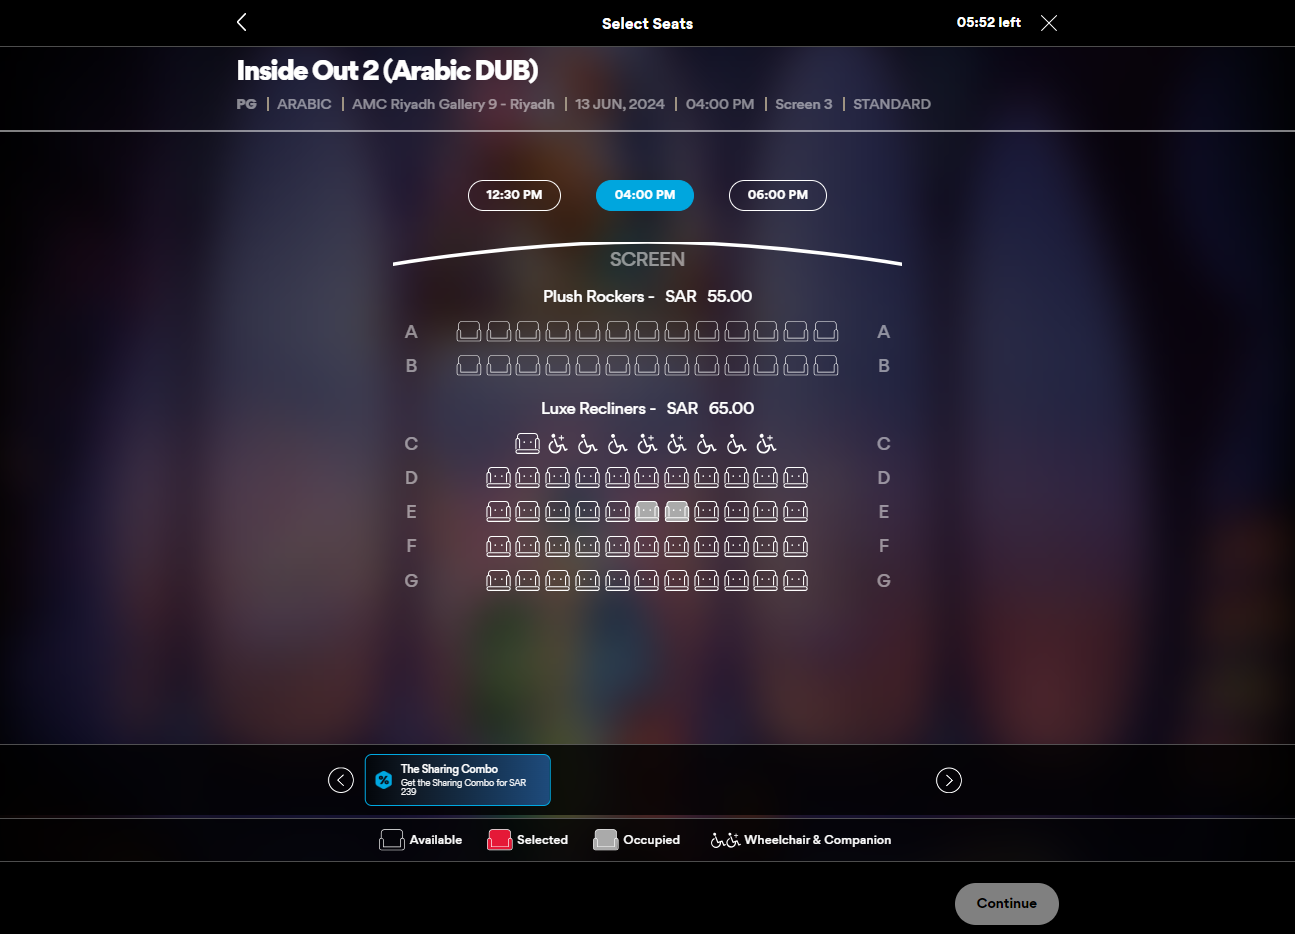 Select Seats
05:52 left
Inside Out 2 (Arabic DUB)
PG | ARABIC | AMC Riyadh Gallery 9 - Riyadh | 13 JUN, 2024 | 04:00 PM | Screen 3 | STANDARD
12:30 PM 04:00 PM 06:00 PM
SCREEN
Plush Rockers - SAR 55.00
A A
B B
Luxe Recliners - SAR 65.00
C C
D D
E E
F F
G G
The Sharing Combo
Get the Sharing Combo for SAR
239
Available Selected Occupied Wheelchair & Companion
Continue